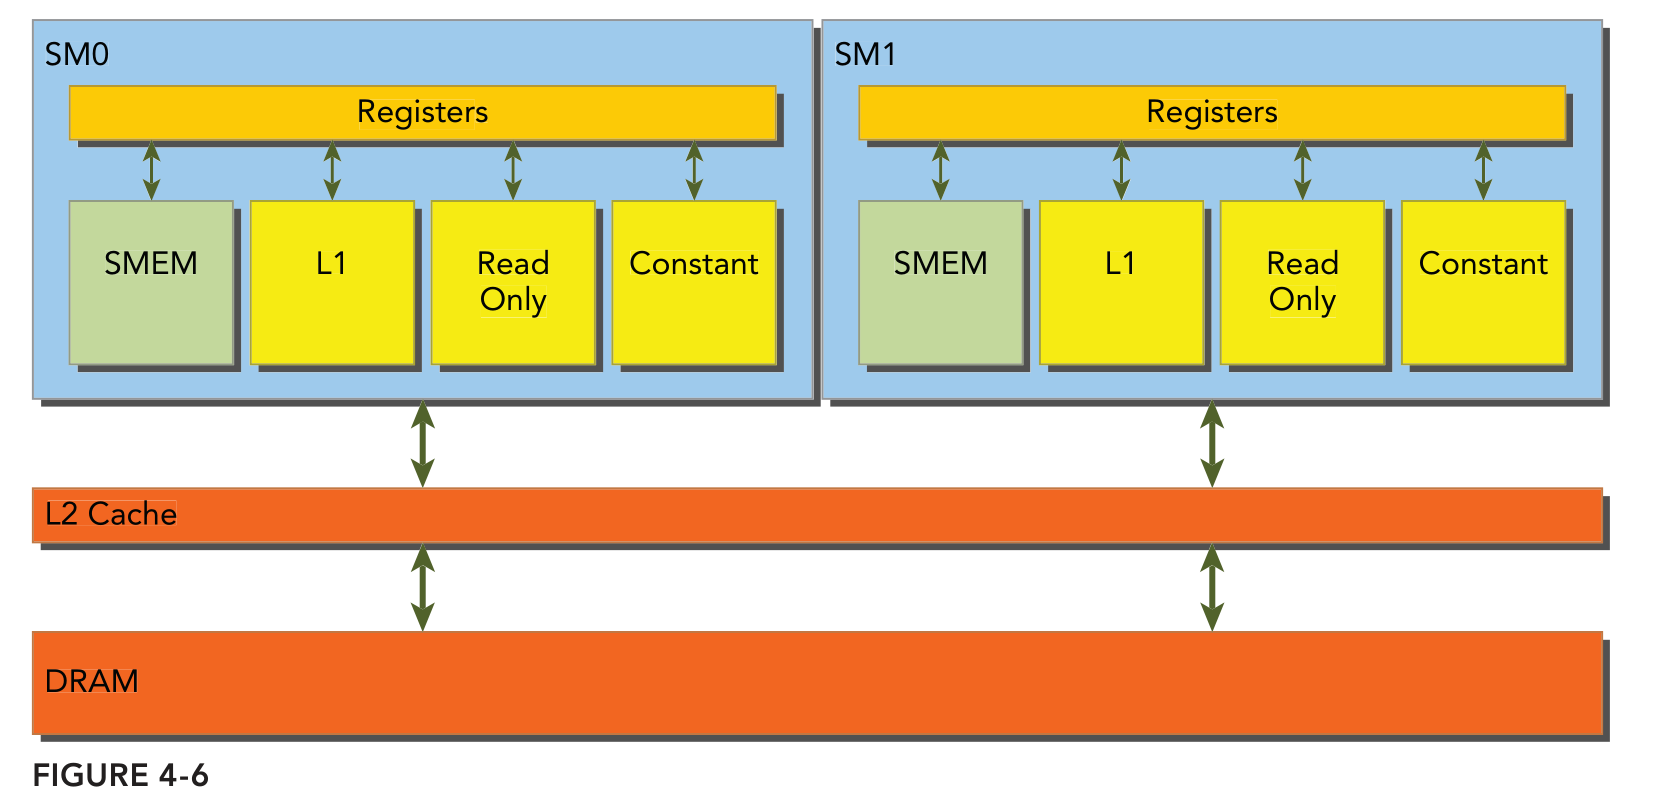 SM0
Registers
SMEM
L1
Read
Only
Constant
SM1
Registers
SMEM
L1
Read
Only
Constant
L2 Cache
DRAM
FIGURE 4-6